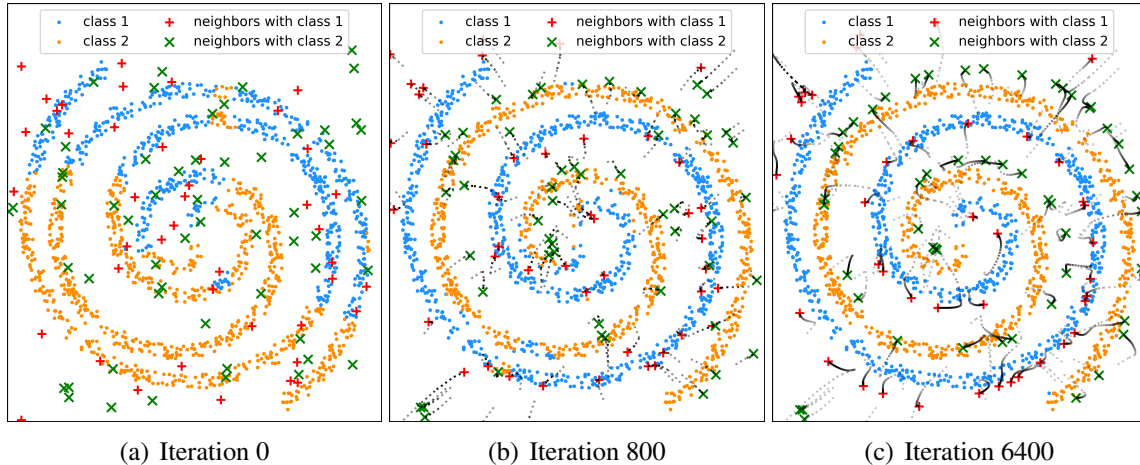 class 1 neighbors with class 1
class 2 neighbors with class 2
class 1 neighbors with class 1
class 2 neighbors with class 2
class 1 neighbors with class 1
class 2 neighbors with class 2
(a) Iteration 0
(b) Iteration 800
(c) Iteration 6400